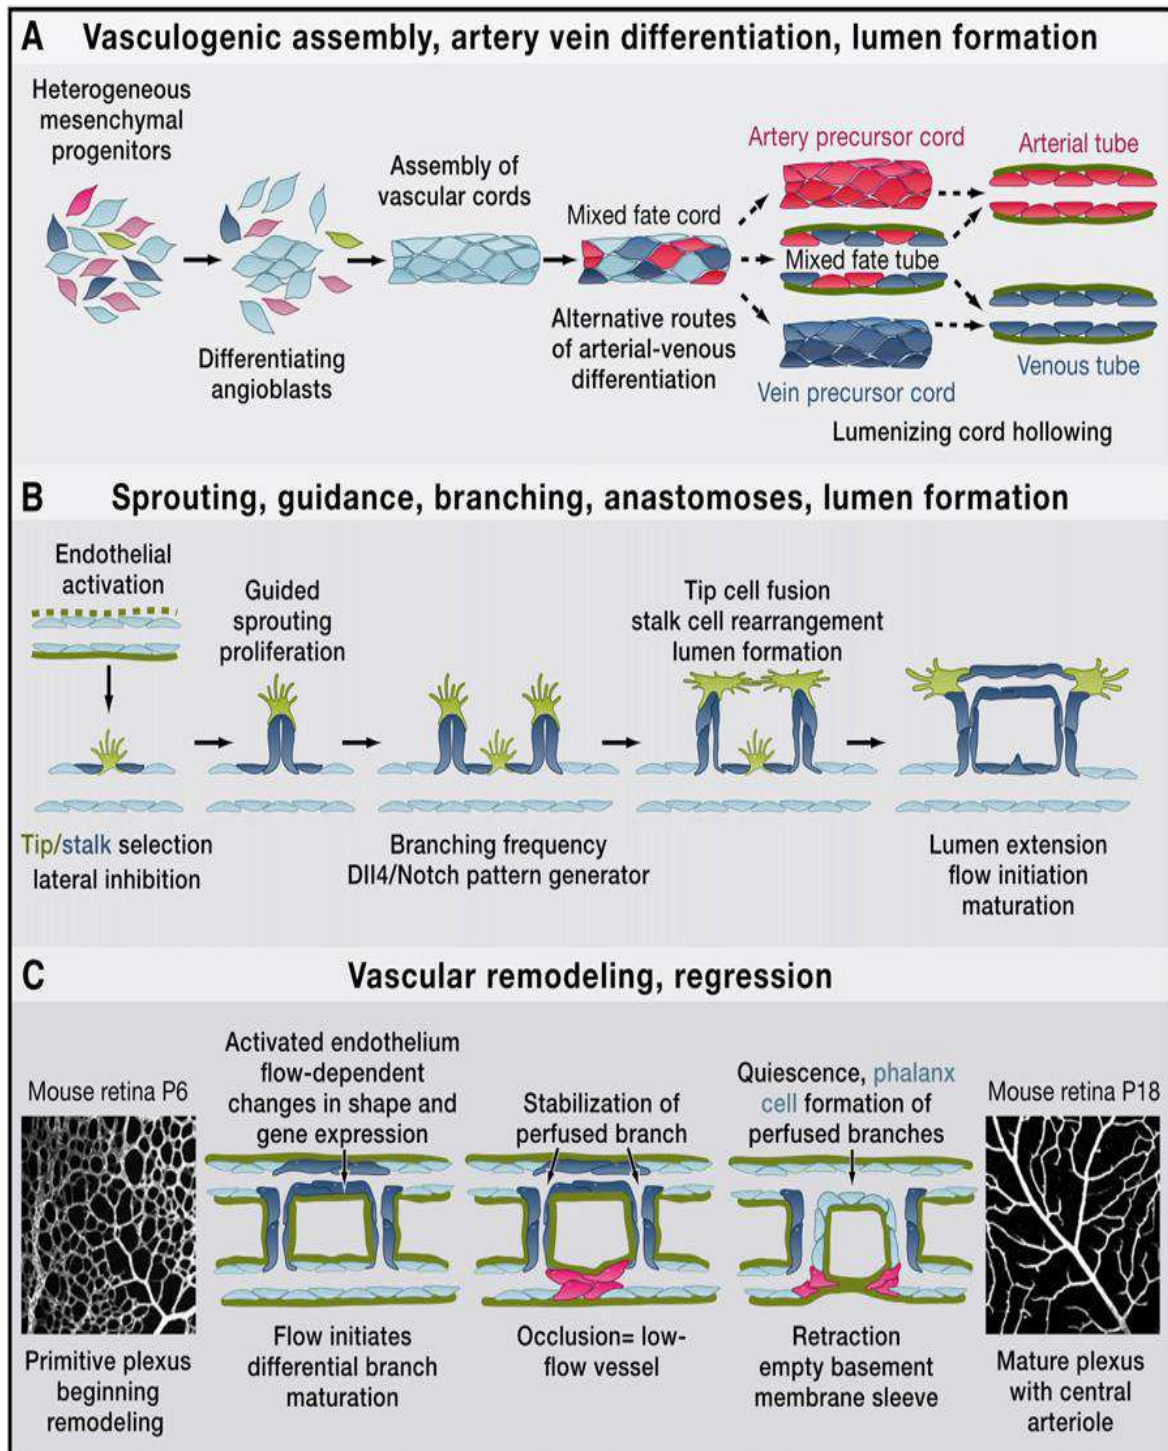 A Vasculogenic assembly, artery vein differentiation, lumen formation
Heterogeneous
mesenchymal
progenitors
Differentiating
angioblasts
Assembly of
vascular cords
Mixed fate cord
Alternative routes
of arterial-venous
differentiation
Artery precursor cord
Mixed fate tube
Vein precursor cord
Arterial tube
Venous tube
Lumenizing cord hollowing
B Sprouting, guidance, branching, anastomoses, lumen formation
Endothelial
activation
Tip/stalk selection
lateral inhibition
Guided
sprouting
proliferation
Branching frequency
Dll4/Notch pattern generator
Tip cell fusion
stalk cell rearrangement
lumen formation
Lumen extension
flow initiation
maturation
C Vascular remodeling, regression
Mouse retina P6
Primitive plexus
beginning
remodeling
Activated endothelium
flow-dependent
changes in shape and
gene expression
Flow initiates
differential branch
maturation
Stabilization of
perfused branch
Occlusion= low-
flow vessel
Quiescence, phalanx
cell formation of
perfused branches
Retraction
empty basement
membrane sleeve
Mouse retina P18
Mature plexus
with central
arteriole